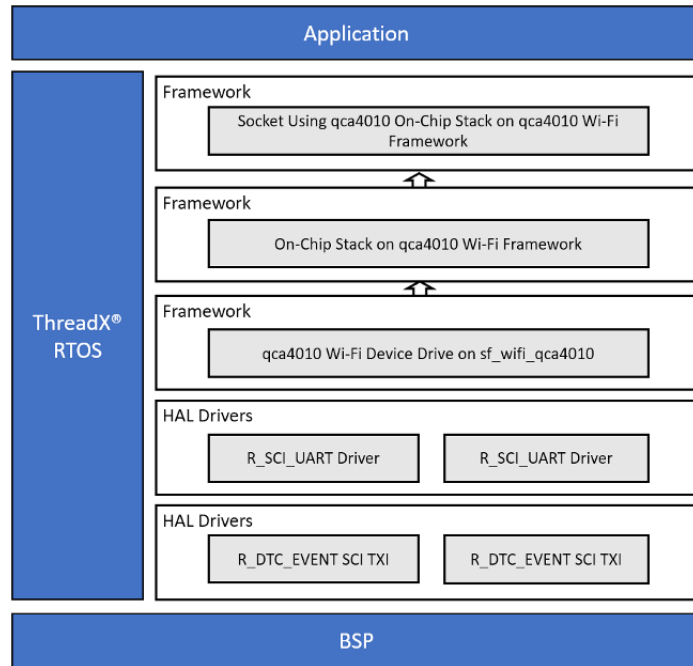 Application
ThreadX®
RTOS
Framework
Socket Using qca4010 On-Chip Stack on qca4010 Wi-Fi
Framework
Framework
On-Chip Stack on qca4010 Wi-Fi Framework
Framework
qca4010 Wi-Fi Device Drive on sf_wifi_qca4010
HAL Drivers
R_SCI_UART Driver
R_SCI_UART Driver
HAL Drivers
R_DTC_EVENT SCI TXI
R_DTC_EVENT SCI TXI
BSP